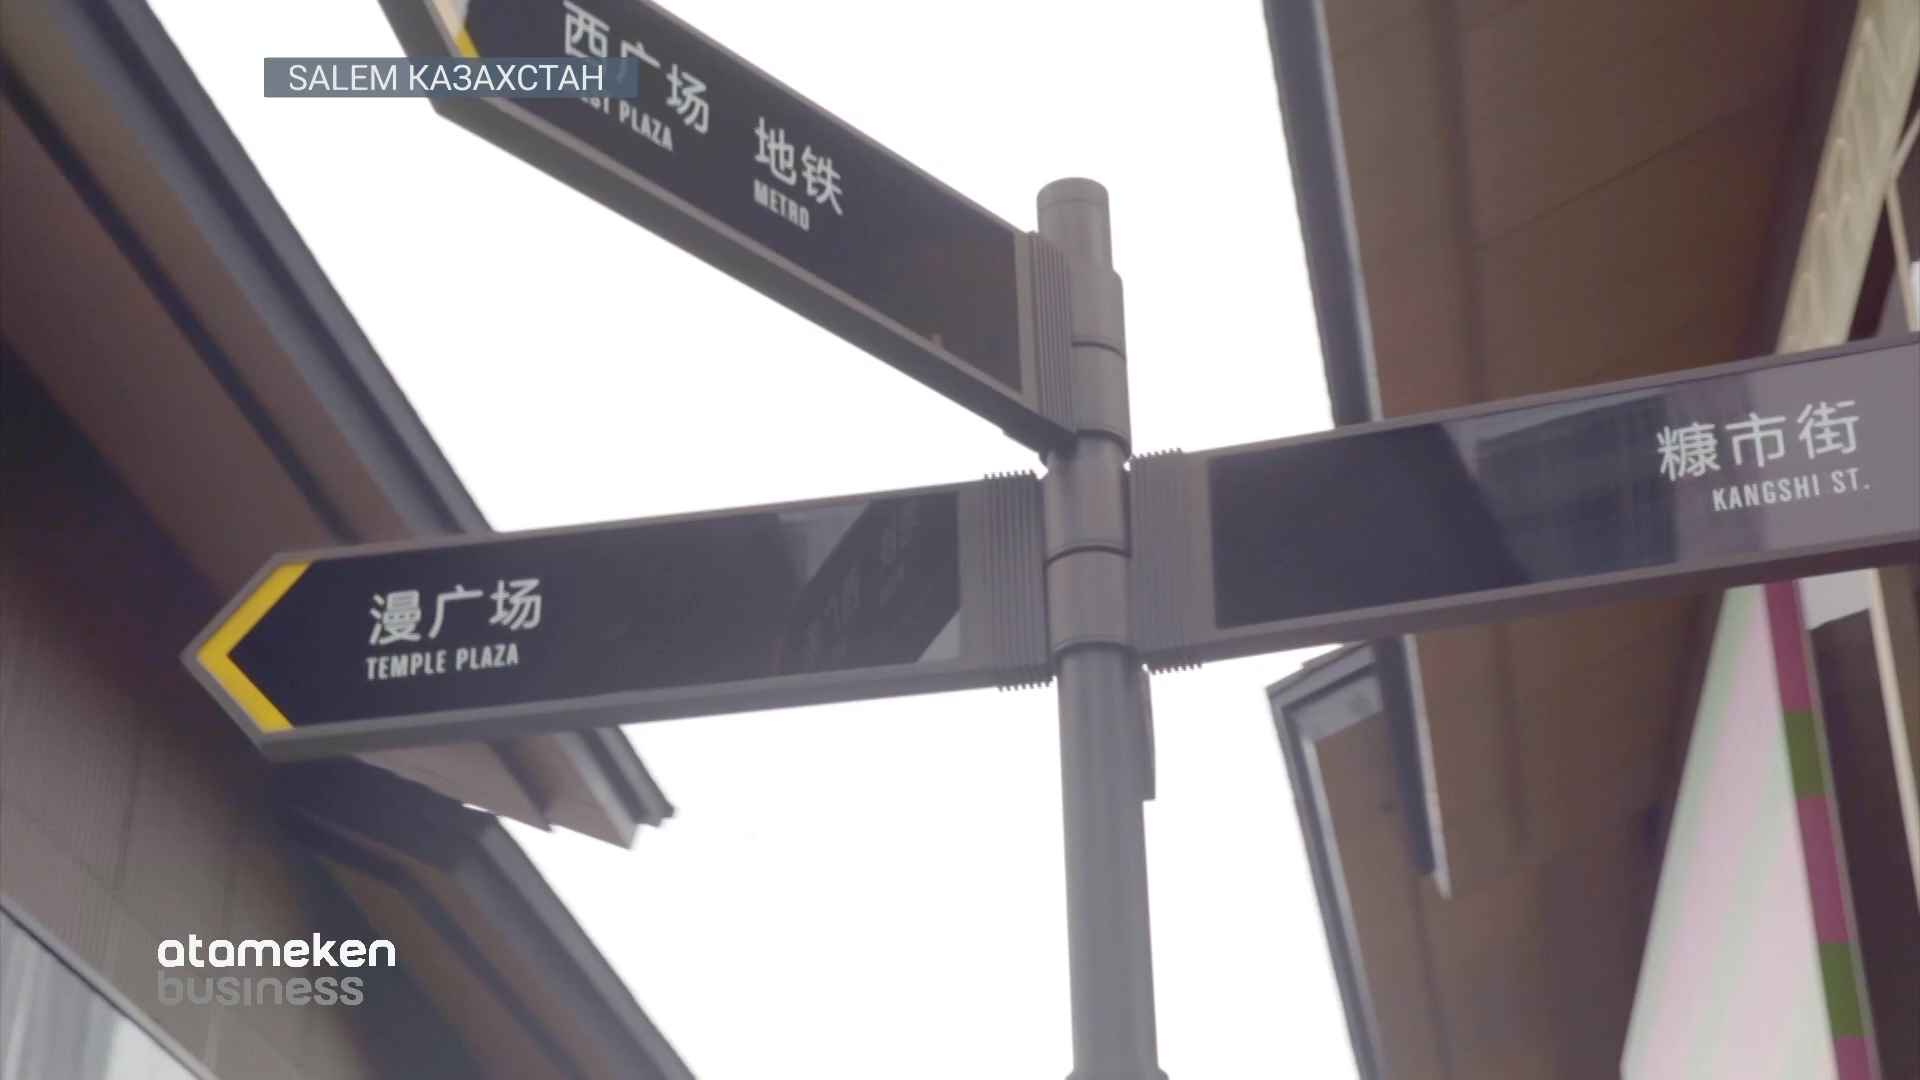 SALEM КАЗАХСТАН
西广场 地铁
PLAZA METRO
糠市街
KANGSHI ST.
漫广场
TEMPLE PLAZA
atameken
business